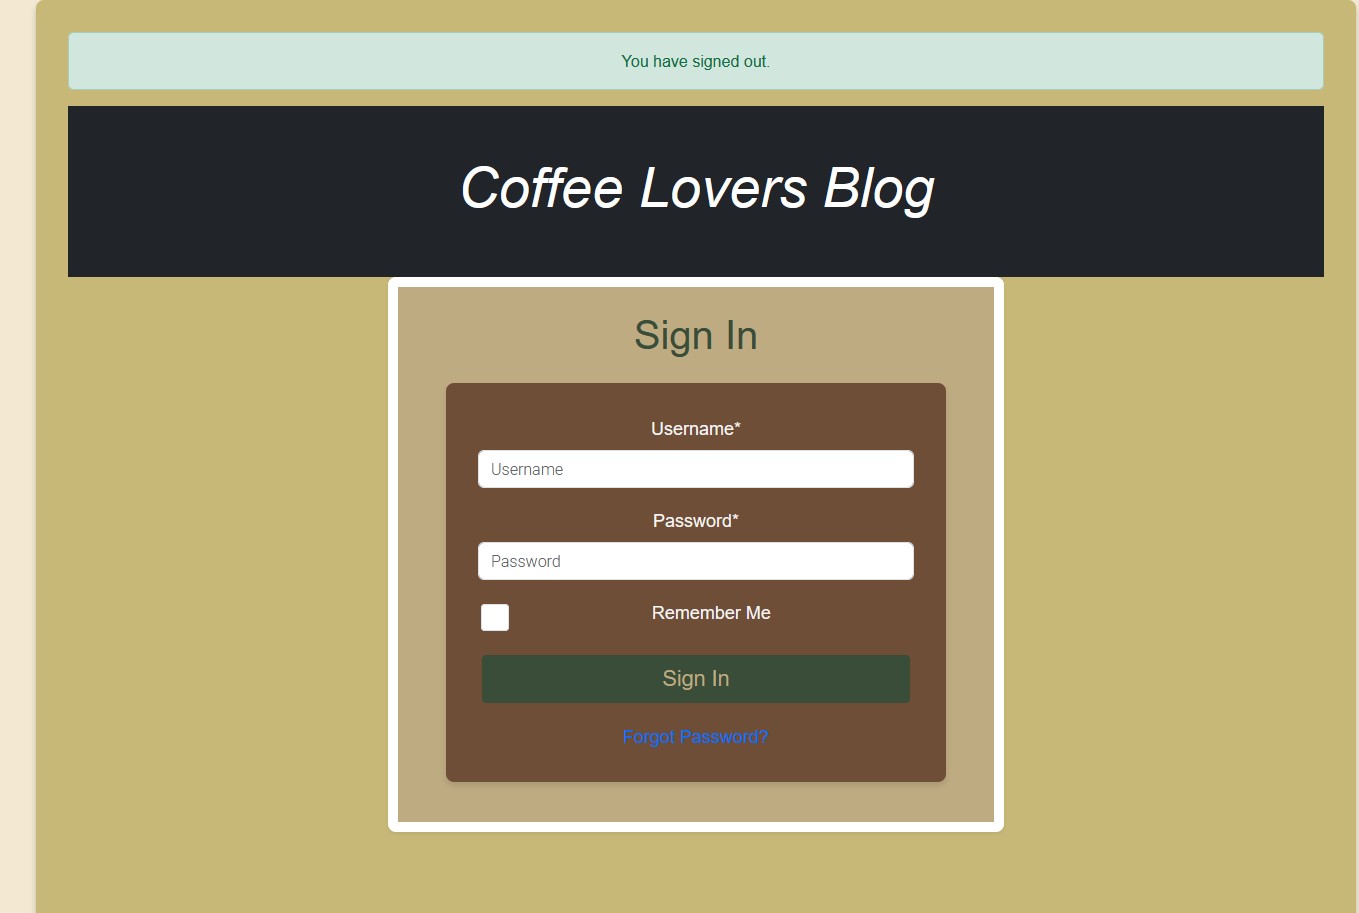 You have signed out.
Coffee Lovers Blog
Sign In
Username*
Username
Password*
Password
Remember Me
Sign In
Forgot Password?